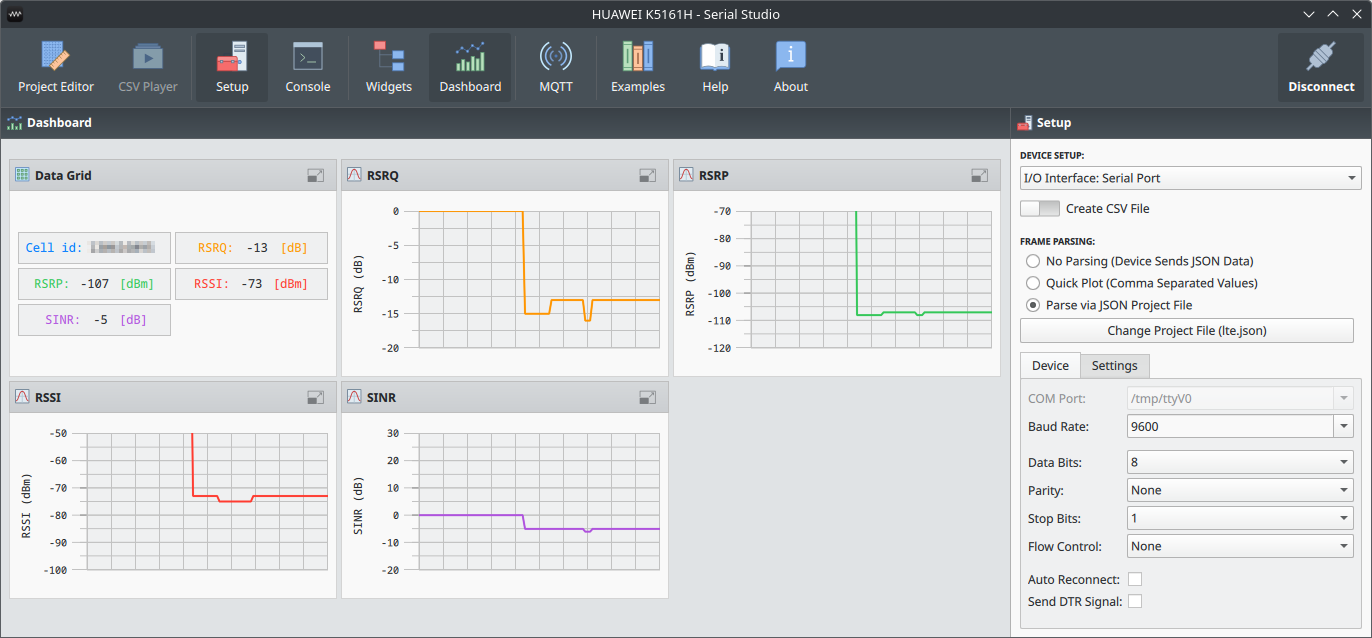 HUAWEI K5161H - Serial Studio
Project Editor
CSV Player
Setup
Console
Widgets
Dashboard
MQTT
Examples
Help
About
Disconnect
Dashboard
Data Grid
Cell id:
RSRQ: -13 [dB]
RSRP: -107 [dBm]
RSSI: -73 [dBm]
SINR: -5 [dB]
RSRQ
RSRQ (dB)
0
-5
-10
-15
-20
RSRP
RSRP (dBm)
-70
-80
-90
-100
-110
-120
RSSI
RSSI (dBm)
-50
-60
-70
-80
-90
-100
SINR
SINR (dB)
30
20
10
0
-10
-20
Setup
DEVICE SETUP:
I/O Interface: Serial Port
Create CSV File
FRAME PARSING:
No Parsing (Device Sends JSON Data)
Quick Plot (Comma Separated Values)
Parse via JSON Project File
Change Project File (lte.json)
Device
Settings
COM Port: /tmp/ttyV0
Baud Rate: 9600
Data Bits: 8
Parity: None
Stop Bits: 1
Flow Control: None
Auto Reconnect:
Send DTR Signal: